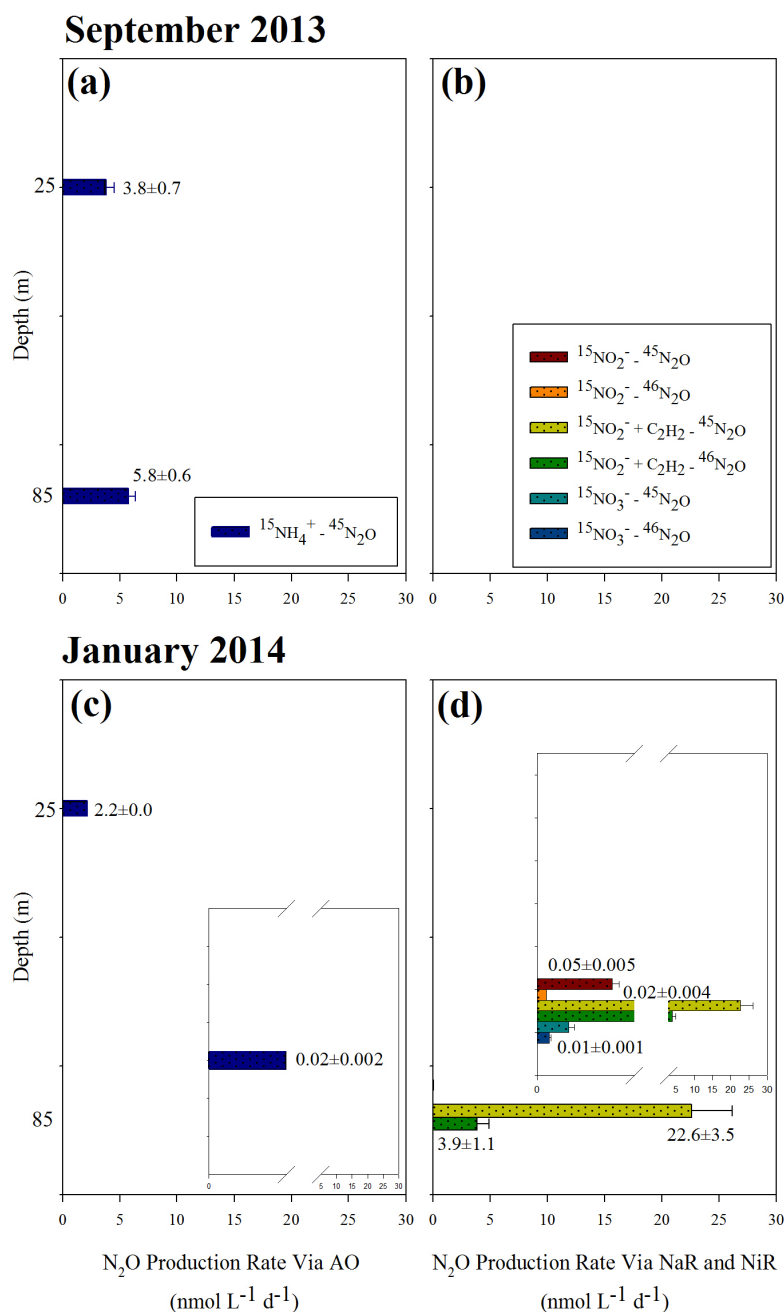 September 2013
(a)
(b)
25
3.8±0.7
Depth (m)
85
5.8±0.6
¹⁵NH₄⁺ - ⁴⁵N₂O
¹⁵NO₂⁻ - ⁴⁵N₂O
¹⁵NO₂⁻ - ⁴⁶N₂O
¹⁵NO₂⁻ + C₂H₂ - ⁴⁵N₂O
¹⁵NO₂⁻ + C₂H₂ - ⁴⁶N₂O
¹⁵NO₃⁻ - ⁴⁵N₂O
¹⁵NO₃⁻ - ⁴⁶N₂O
0 5 10 15 20 25 30
0 5 10 15 20 25 30
January 2014
(c)
(d)
25
2.2±0.0
Depth (m)
85
0.02±0.002
0 5 10 15 20 25 30
0.05±0.005
0.02±0.004
0.01±0.001
0 5 10 15 20 25 30
22.6±3.5
3.9±1.1
0 5 10 15 20 25 30
0 5 10 15 20 25 30
N₂O Production Rate Via AO
(nmol L⁻¹ d⁻¹)
N₂O Production Rate Via NaR and NiR
(nmol L⁻¹ d⁻¹)